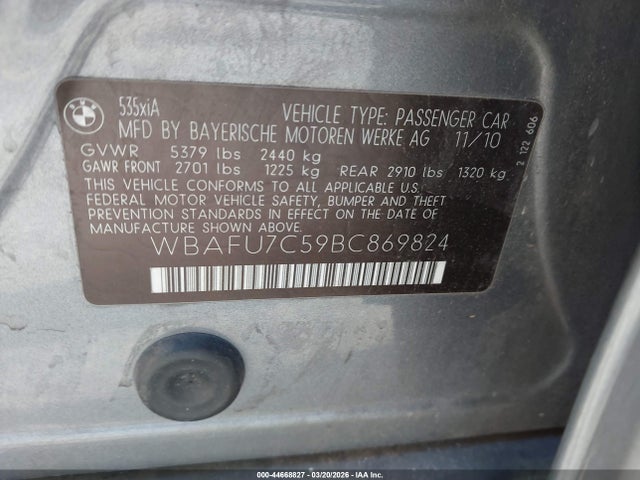 BMW
535xiA
VEHICLE TYPE: PASSENGER CAR
MFD BY BAYERISCHE MOTOREN WERKE AG 11/10
GVWR 5379 lbs 2440 kg
GAWR FRONT 2701 lbs 1225 kg REAR 2910 lbs 1320 kg
THIS VEHICLE CONFORMS TO ALL APPLICABLE U.S.
FEDERAL MOTOR VEHICLE SAFETY, BUMPER AND THEFT
PREVENTION STANDARDS IN EFFECT ON THE DATE OF
MANUFACTURE SHOWN ABOVE.
WBAFU7C59BC869824
2 122 606
000-44668827 - 03/20/2026 - IAAI.COM